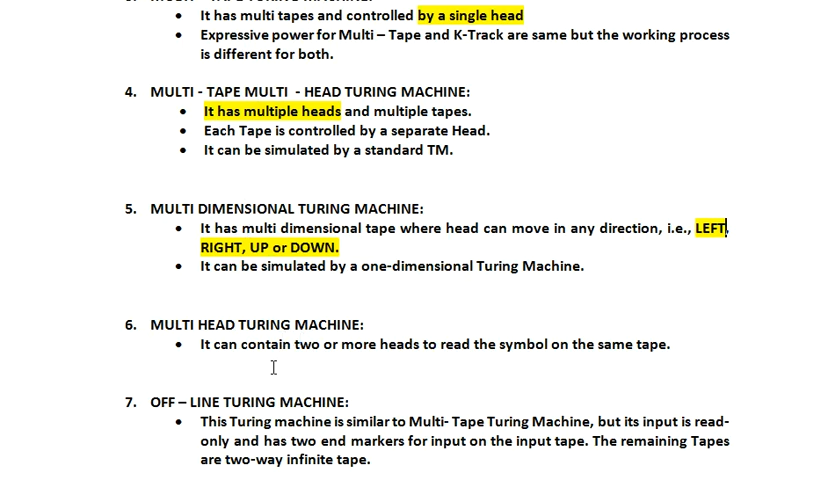 • It has multi tapes and controlled by a single head
• Expressive power for Multi – Tape and K-Track are same but the working process
is different for both.
4. MULTI - TAPE MULTI - HEAD TURING MACHINE:
• It has multiple heads and multiple tapes.
• Each Tape is controlled by a separate Head.
• It can be simulated by a standard TM.
5. MULTI DIMENSIONAL TURING MACHINE:
• It has multi dimensional tape where head can move in any direction, i.e., LEFT,
RIGHT, UP or DOWN.
• It can be simulated by a one-dimensional Turing Machine.
6. MULTI HEAD TURING MACHINE:
• It can contain two or more heads to read the symbol on the same tape.
7. OFF – LINE TURING MACHINE:
• This Turing machine is similar to Multi- Tape Turing Machine, but its input is read-
only and has two end markers for input on the input tape. The remaining Tapes
are two-way infinite tape.